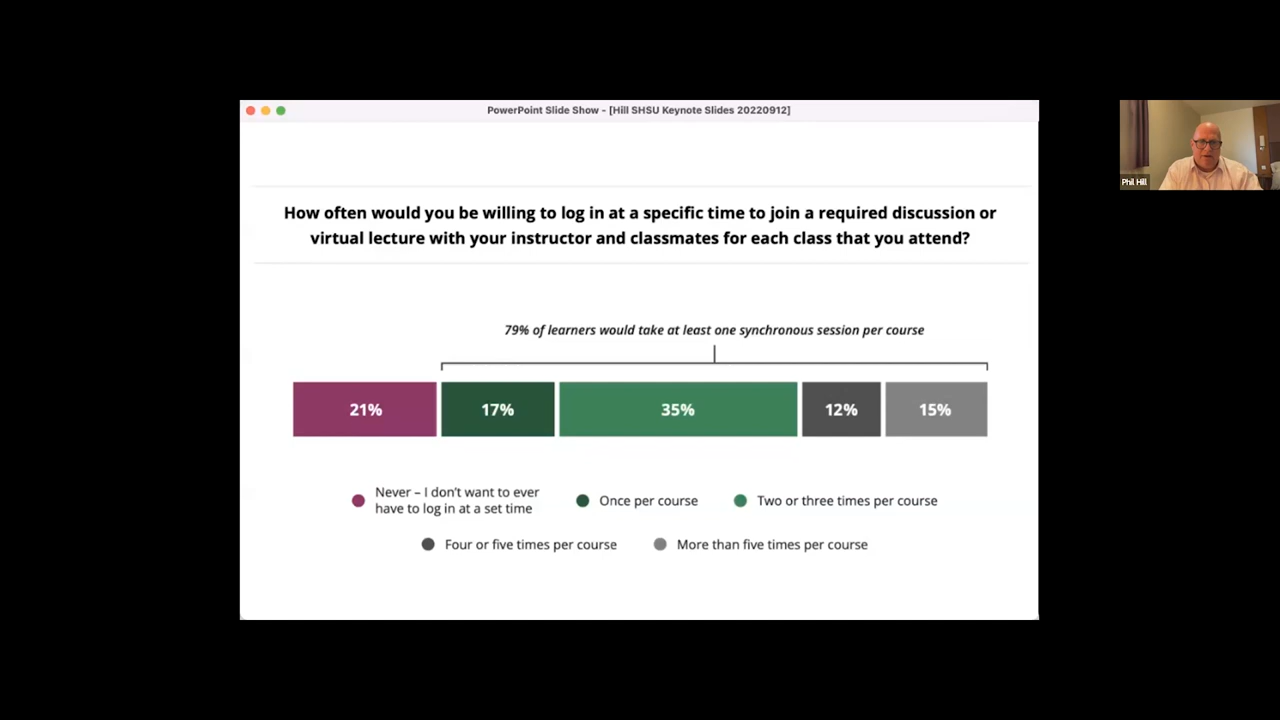 PowerPoint Slide Show - [Hill SHSU Keynote Slides 20220912]
How often would you be willing to log in at a specific time to join a required discussion or
virtual lecture with your instructor and classmates for each class that you attend?
79% of learners would take at least one synchronous session per course
21% 17% 35% 12% 15%
Never – I don't want to ever
have to log in at a set time
Once per course
Two or three times per course
Four or five times per course
More than five times per course
Phil Hill